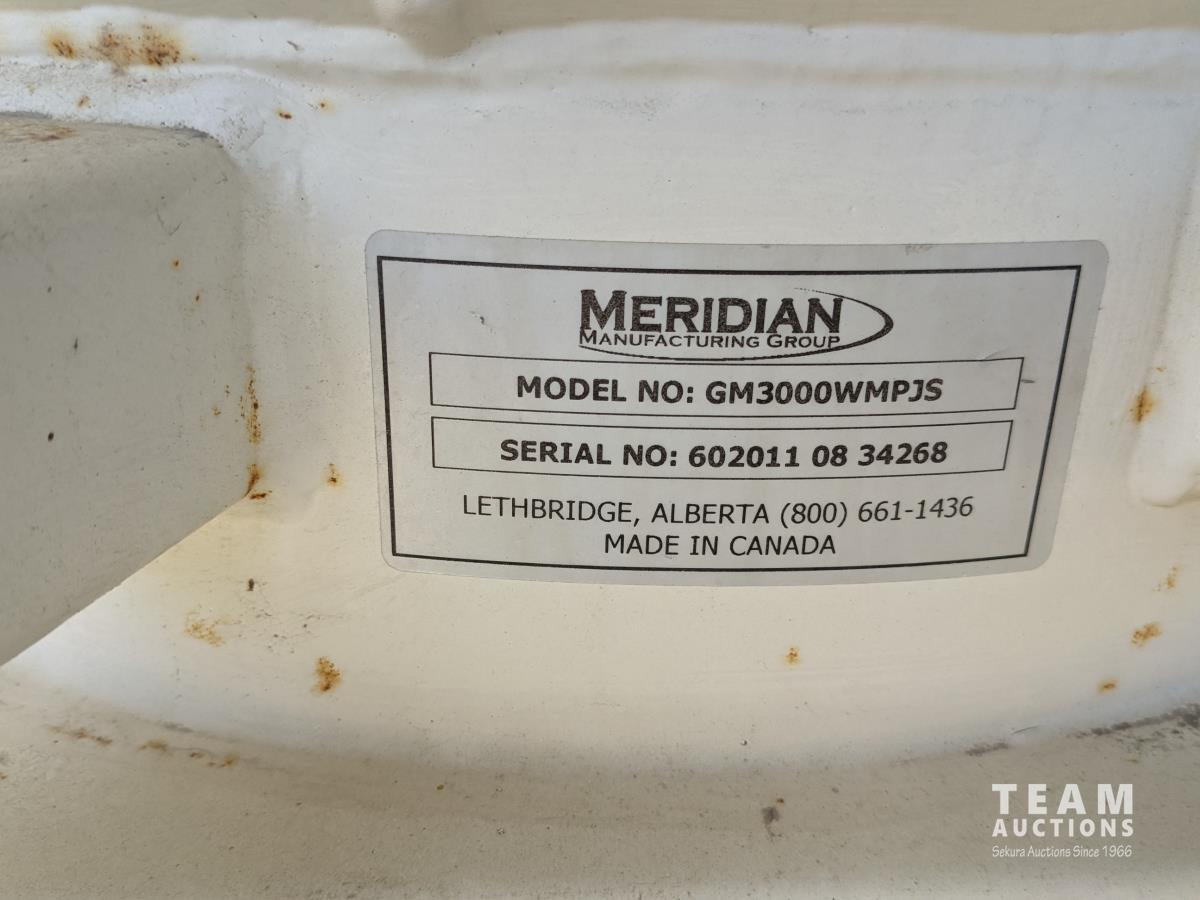 MERIDIAN
MANUFACTURING GROUP
MODEL NO: GM3000WMPJS
SERIAL NO: 602011 08 34268
LETHBRIDGE, ALBERTA (800) 661-1436
MADE IN CANADA
TEAM
AUCTIONS
Sekura Auctions Since 1966